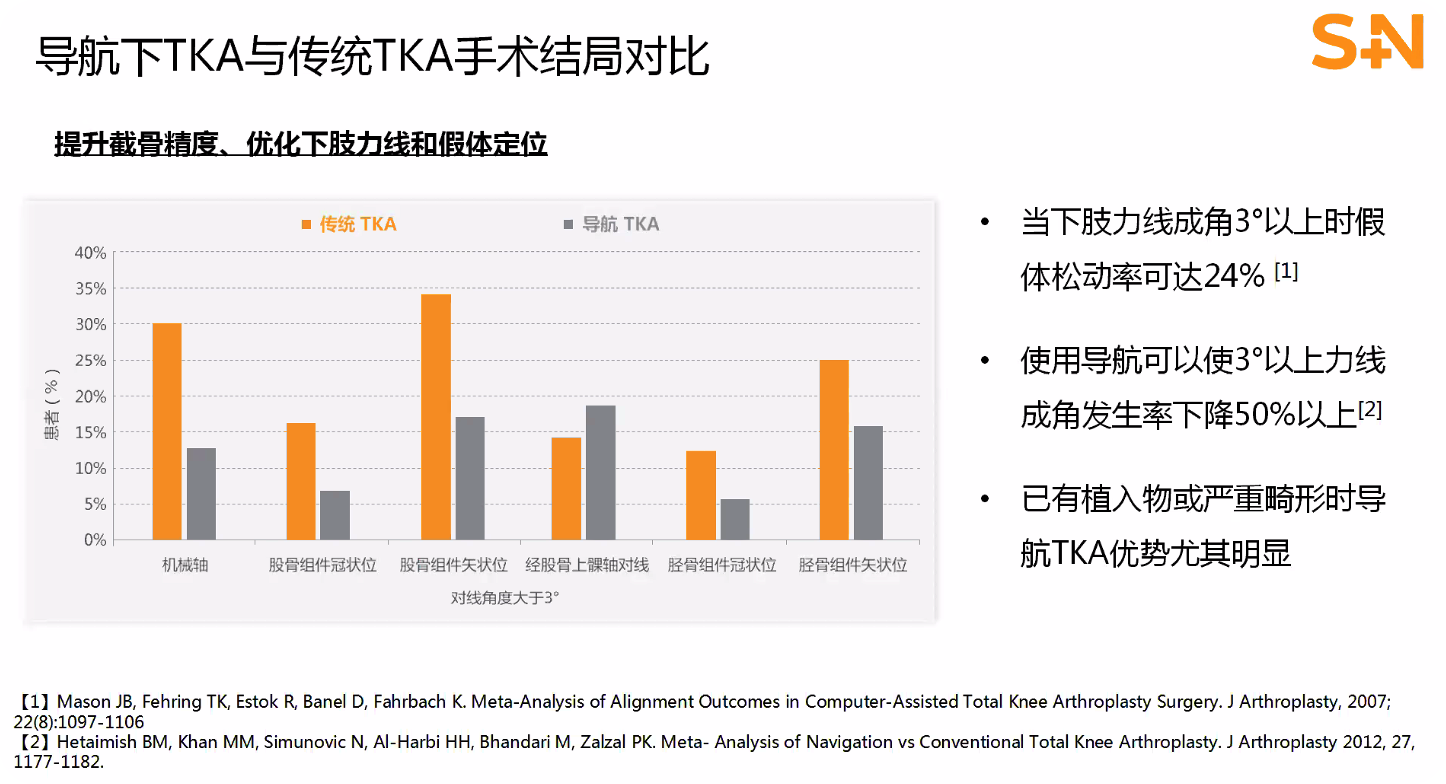 导航下TKA与传统TKA手术结局对比
S+N
提升截骨精度、优化下肢力线和假体定位
传统 TKA
导航 TKA
40%
35%
30%
25%
20%
15%
10%
5%
0%
患者（%）
机械轴
股骨组件冠状位
股骨组件矢状位
经股骨上髁轴对线
胫骨组件冠状位
胫骨组件矢状位
对线角度大于3°
• 当下肢力线成角3°以上时假
体松动率可达24% [1]
• 使用导航可以使3°以上力线
成角发生率下降50%以上[2]
• 已有植入物或严重畸形时导
航TKA优势尤其明显
【1】Mason JB, Fehring TK, Estok R, Banel D, Fahrbach K. Meta-Analysis of Alignment Outcomes in Computer-Assisted Total Knee Arthroplasty Surgery. J Arthroplasty, 2007;
22(8):1097-1106
【2】Hetaimish BM, Khan MM, Simunovic N, Al-Harbi HH, Bhandari M, Zalzal PK. Meta- Analysis of Navigation vs Conventional Total Knee Arthroplasty. J Arthroplasty 2012, 27,
1177-1182.